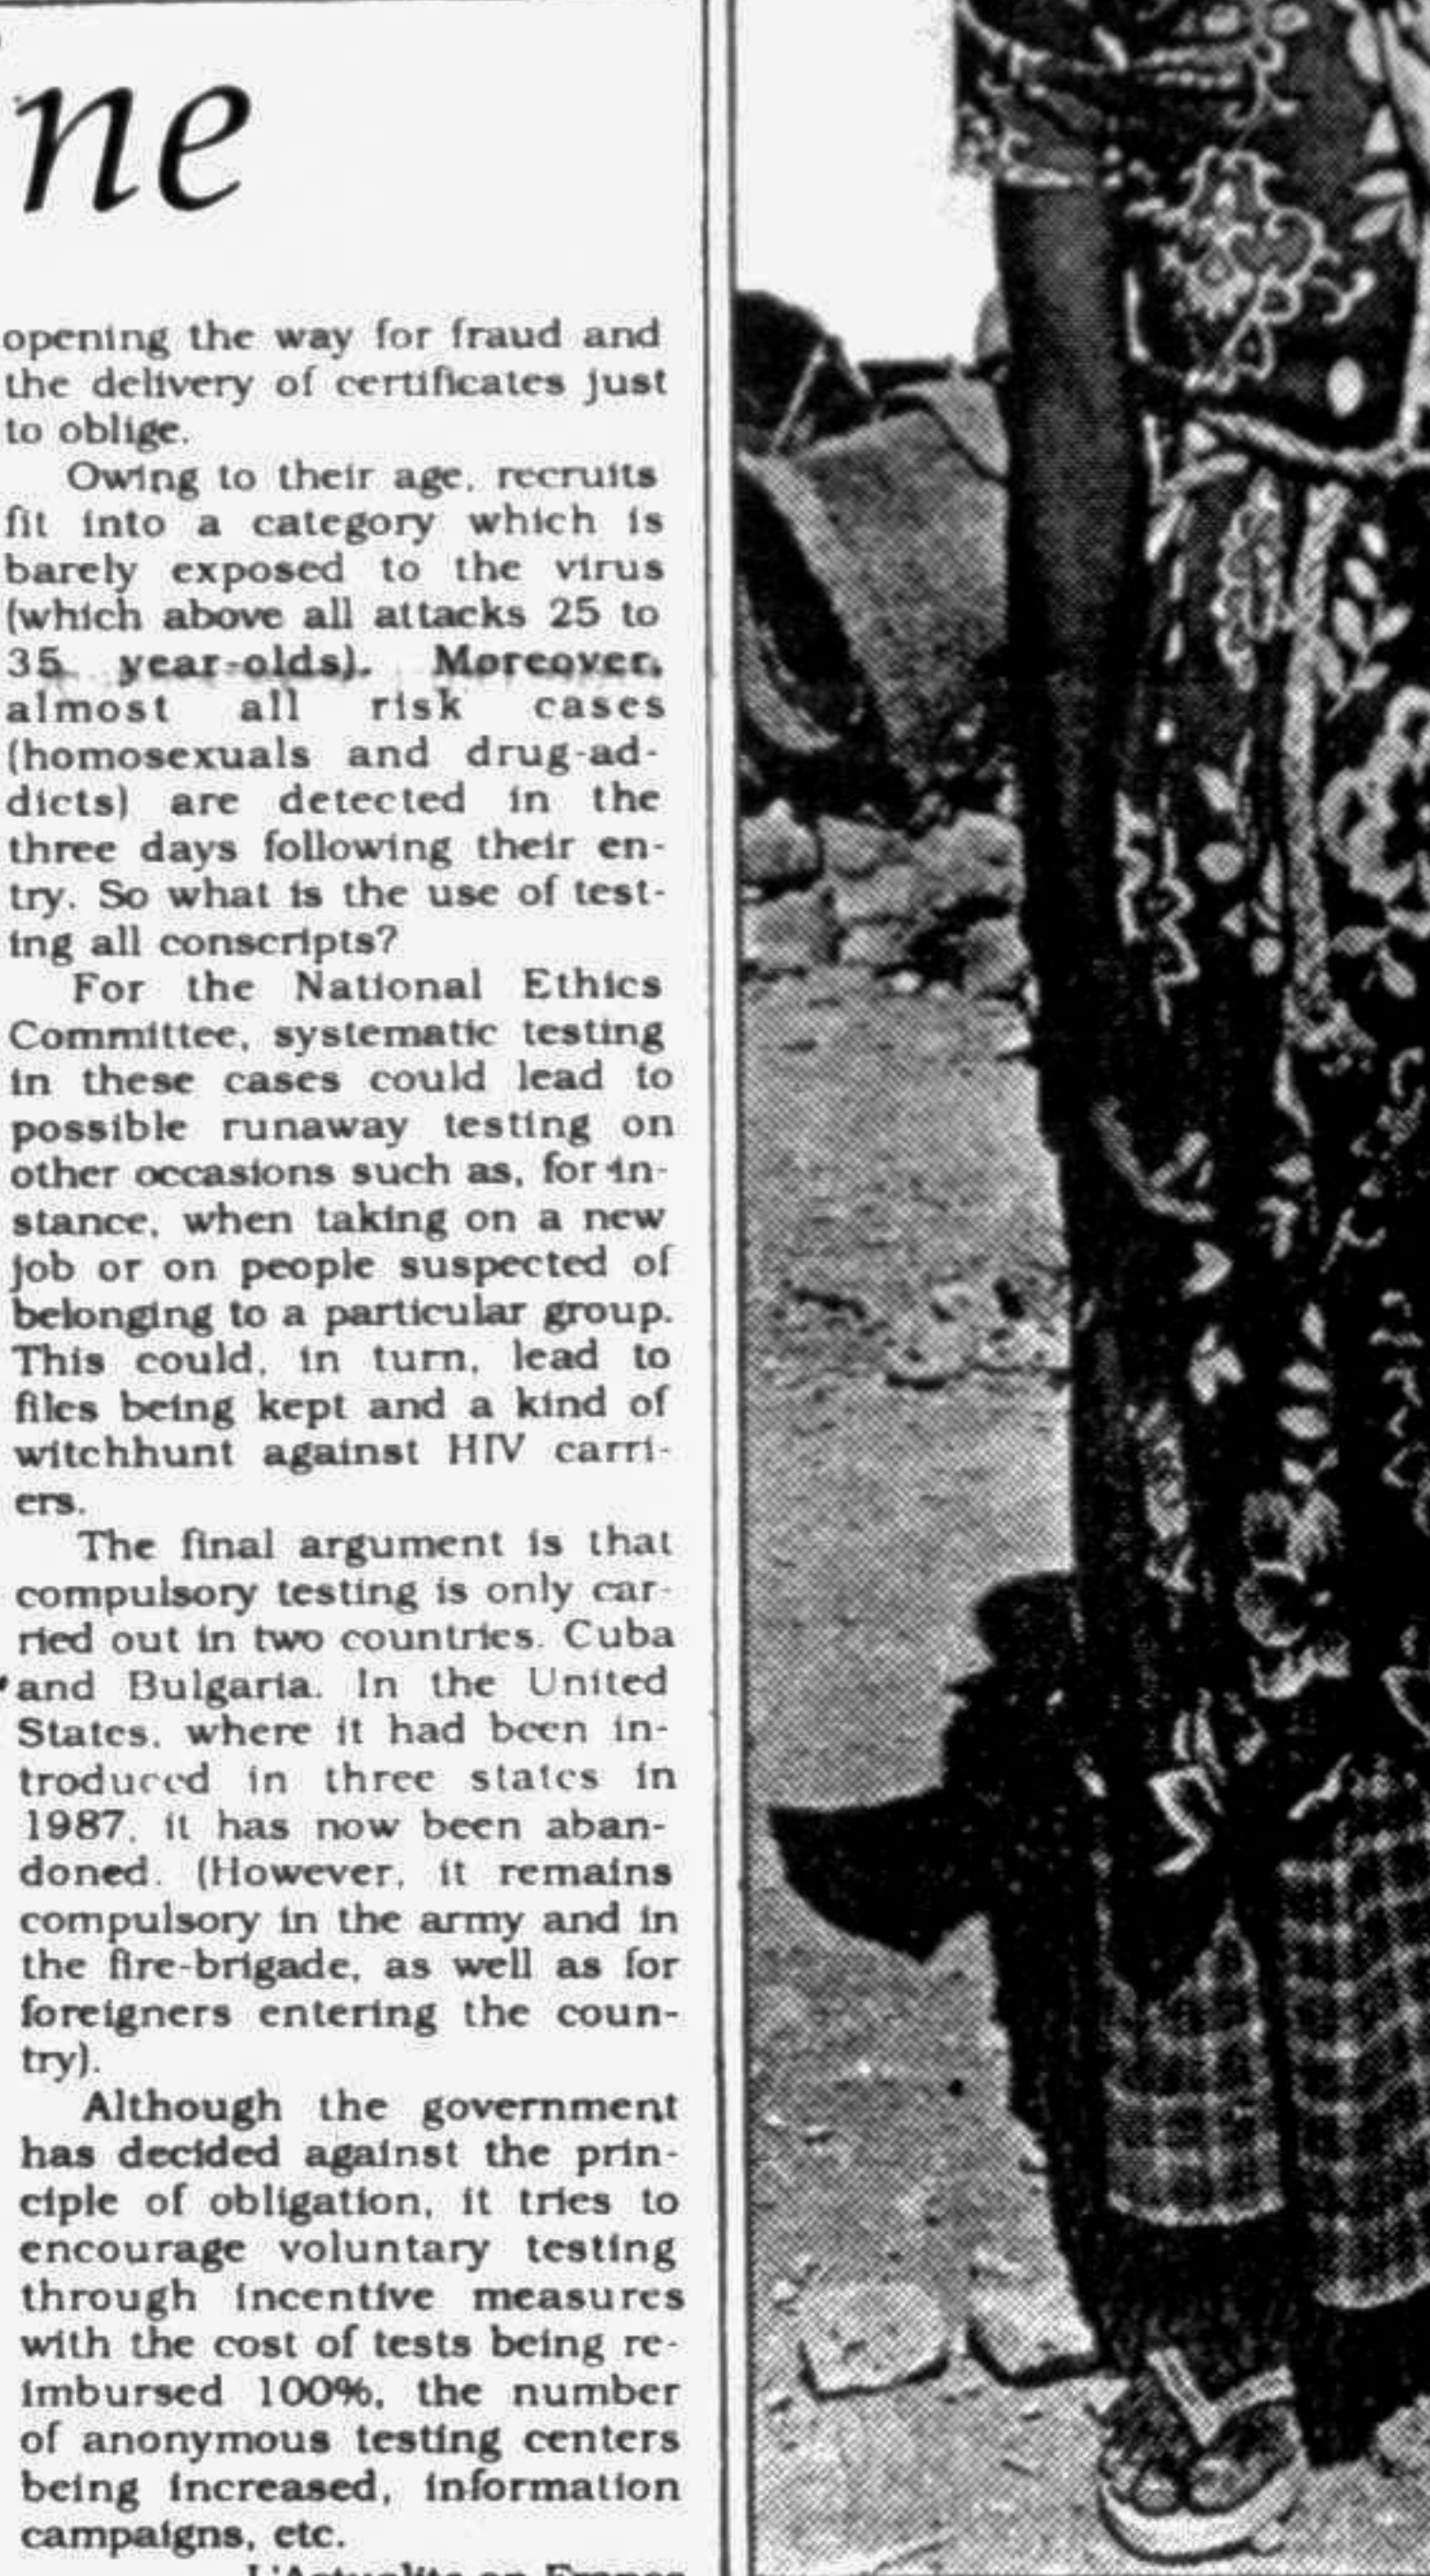 ne
opening the way for fraud and
the delivery of certificates just
to oblige.
Owing to their age, recruits
fit into a category which is
barely exposed to the virus
(which above all attacks 25 to
35 year-olds). Moreover,
almost all risk cases
(homosexuals and drug-ad-
dicts) are detected in the
three days following their en-
try. So what is the use of test-
ing all conscripts?
For the National Ethics
Committee, systematic testing
in these cases could lead to
possible runaway testing on
other occasions such as, for in-
stance, when taking on a new
job or on people suspected of
belonging to a particular group.
This could, in turn, lead to
files being kept and a kind of
witchhunt against HIV carri-
ers.
The final argument is that
compulsory testing is only car-
ried out in two countries. Cuba
and Bulgaria. In the United
States, where it had been in-
troduced in three states in
1987, it has now been aban-
doned. (However, it remains
compulsory in the army and in
the fire-brigade, as well as for
foreigners entering the coun-
try).
Although the government
has decided against the prin-
ciple of obligation, it tries to
encourage voluntary testing
through incentive measures
with the cost of tests being re-
imbursed 100%, the number
of anonymous testing centers
being increased, information
campaigns, etc.
L'Actualite en France